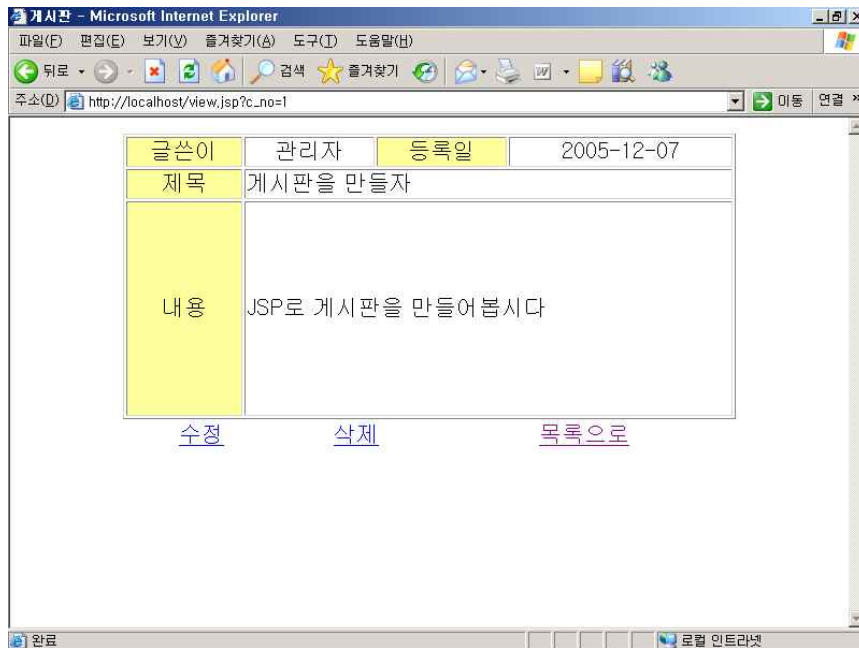 게시판 - Microsoft Internet Explorer
파일(F) 편집(E) 보기(V) 즐겨찾기(A) 도구(T) 도움말(H)
뒤로 검색 즐겨찾기
주소(D) http://localhost/view.jsp?c_no=1 이동 연결 »
글쓴이 관리자 등록일 2005-12-07
제목 게시판을 만들자
내용 JSP로 게시판을 만들어봅시다
수정 삭제 목록으로
완료 로컬 인트라넷